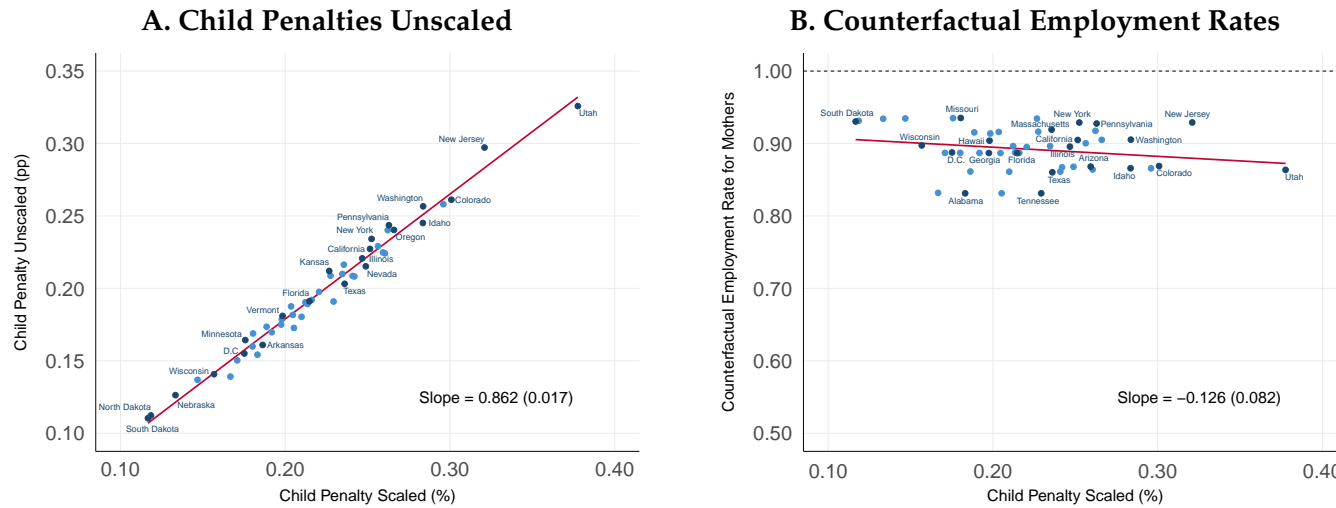 A. Child Penalties Unscaled
Child Penalty Unscaled (pp)
0.35
0.30
0.25
0.20
0.15
0.10
Utah
New Jersey
Washington
Colorado
Pennsylvania
Idaho
New York
Oregon
California
Illinois
Kansas
Nevada
Texas
Florida
Vermont
Minnesota
D.C
Arkansas
Wisconsin
Nebraska
North Dakota
South Dakota
Slope = 0.862 (0.017)
0.10 0.20 0.30 0.40
Child Penalty Scaled (%)
B. Counterfactual Employment Rates
Counterfactual Employment Rate for Mothers
1.00
0.90
0.80
0.70
0.60
0.50
South Dakota
Missouri
New York
New Jersey
Massachusetts
Pennsylvania
Wisconsin
Hawaii
California
Washington
D.C.
Georgia
Florida
Illinois
Arizona
Texas
Idaho
Colorado
Utah
Alabama
Tennessee
Slope = −0.126 (0.082)
0.10 0.20 0.30 0.40
Child Penalty Scaled (%)